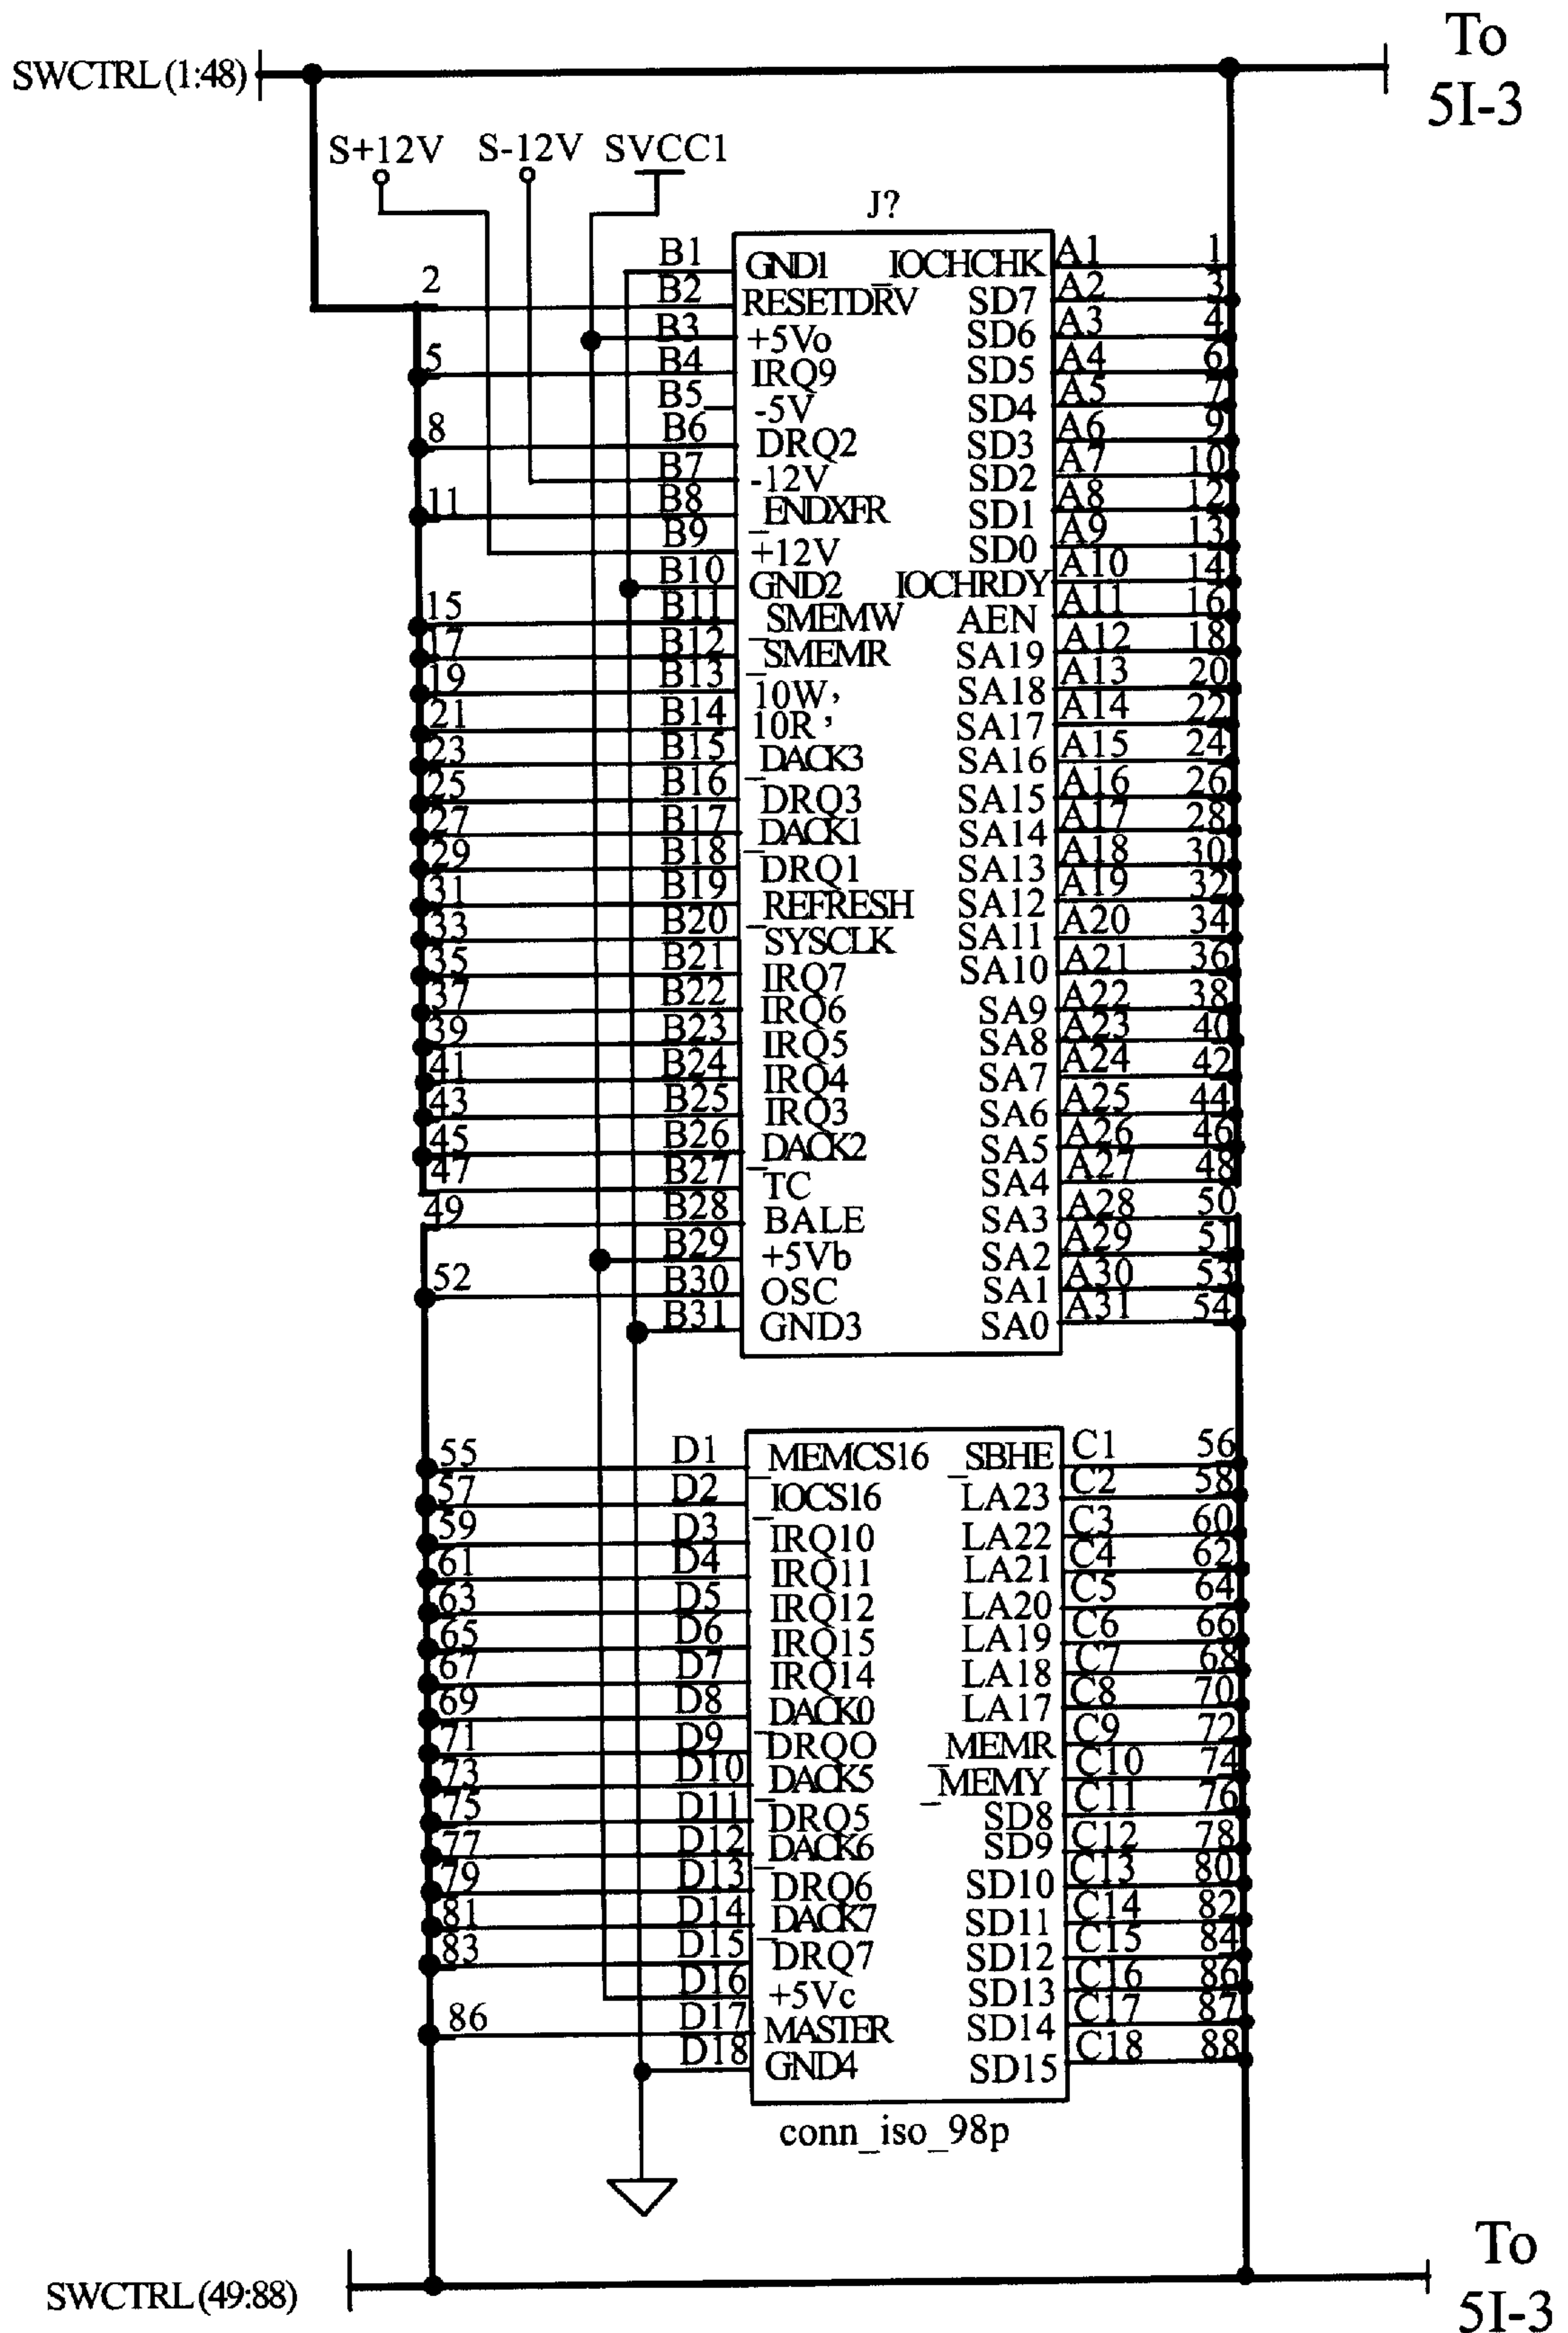 To
SWCTRL (1:48)
5I-3
S+12V S-12V SVCC1
J?
B1 GND1 IOCHCHK A1 1
2 B2 RESETDRV SD7 A2 3
B3 +5Vo SD6 A3 4
5 B4 IRQ9 SD5 A4 6
B5 -5V SD4 A5 7
8 B6 DRQ2 SD3 A6 9
B7 -12V SD2 A7 10
11 B8 ENDXFR SD1 A8 12
B9 +12V SD0 A9 13
B10 GND2 IOCHRDY A10 14
15 B11 SMEMW AEN A11 16
17 B12 SMEMR SA19 A12 18
19 B13 10W, SA18 A13 20
21 B14 10R , SA17 A14 22
23 B15 DACK3 SA16 A15 24
25 B16 DRQ3 SA15 A16 26
27 B17 DACK1 SA14 A17 28
29 B18 DRQ1 SA13 A18 30
31 B19 REFRESH SA12 A19 32
33 B20 SYSCLK SA11 A20 34
35 B21 IRQ7 SA10 A21 36
37 B22 IRQ6 SA9 A22 38
39 B23 IRQ5 SA8 A23 40
41 B24 IRQ4 SA7 A24 42
43 B25 IRQ3 SA6 A25 44
45 B26 DACK2 SA5 A26 46
47 B27 TC SA4 A27 48
49 B28 BALE SA3 A28 50
B29 +5Vb SA2 A29 51
52 B30 OSC SA1 A30 53
B31 GND3 SA0 A31 54
55 D1 MEMCS16 _SBHE C1 56
57 D2 IOCS16 LA23 C2 58
59 D3 IRQ10 LA22 C3 60
61 D4 IRQ11 LA21 C4 62
63 D5 IRQ12 LA20 C5 64
65 D6 IRQ15 LA19 C6 66
67 D7 IRQ14 LA18 C7 68
69 D8 DACK0 LA17 C8 70
71 D9 DRQO MEMR C9 72
73 D10 DACK5 _MEMY C10 74
75 D11 DRQ5 SD8 C11 76
77 D12 DACK6 SD9 C12 78
79 D13 DRQ6 SD10 C13 80
81 D14 DACK7 SD11 C14 82
83 D15 DRQ7 SD12 C15 84
D16 +5Vc SD13 C16 86
86 D17 MASTER SD14 C17 87
D18 GND4 SD15 C18 88
conn_iso_98p
To
SWCTRL (49:88)
5I-3